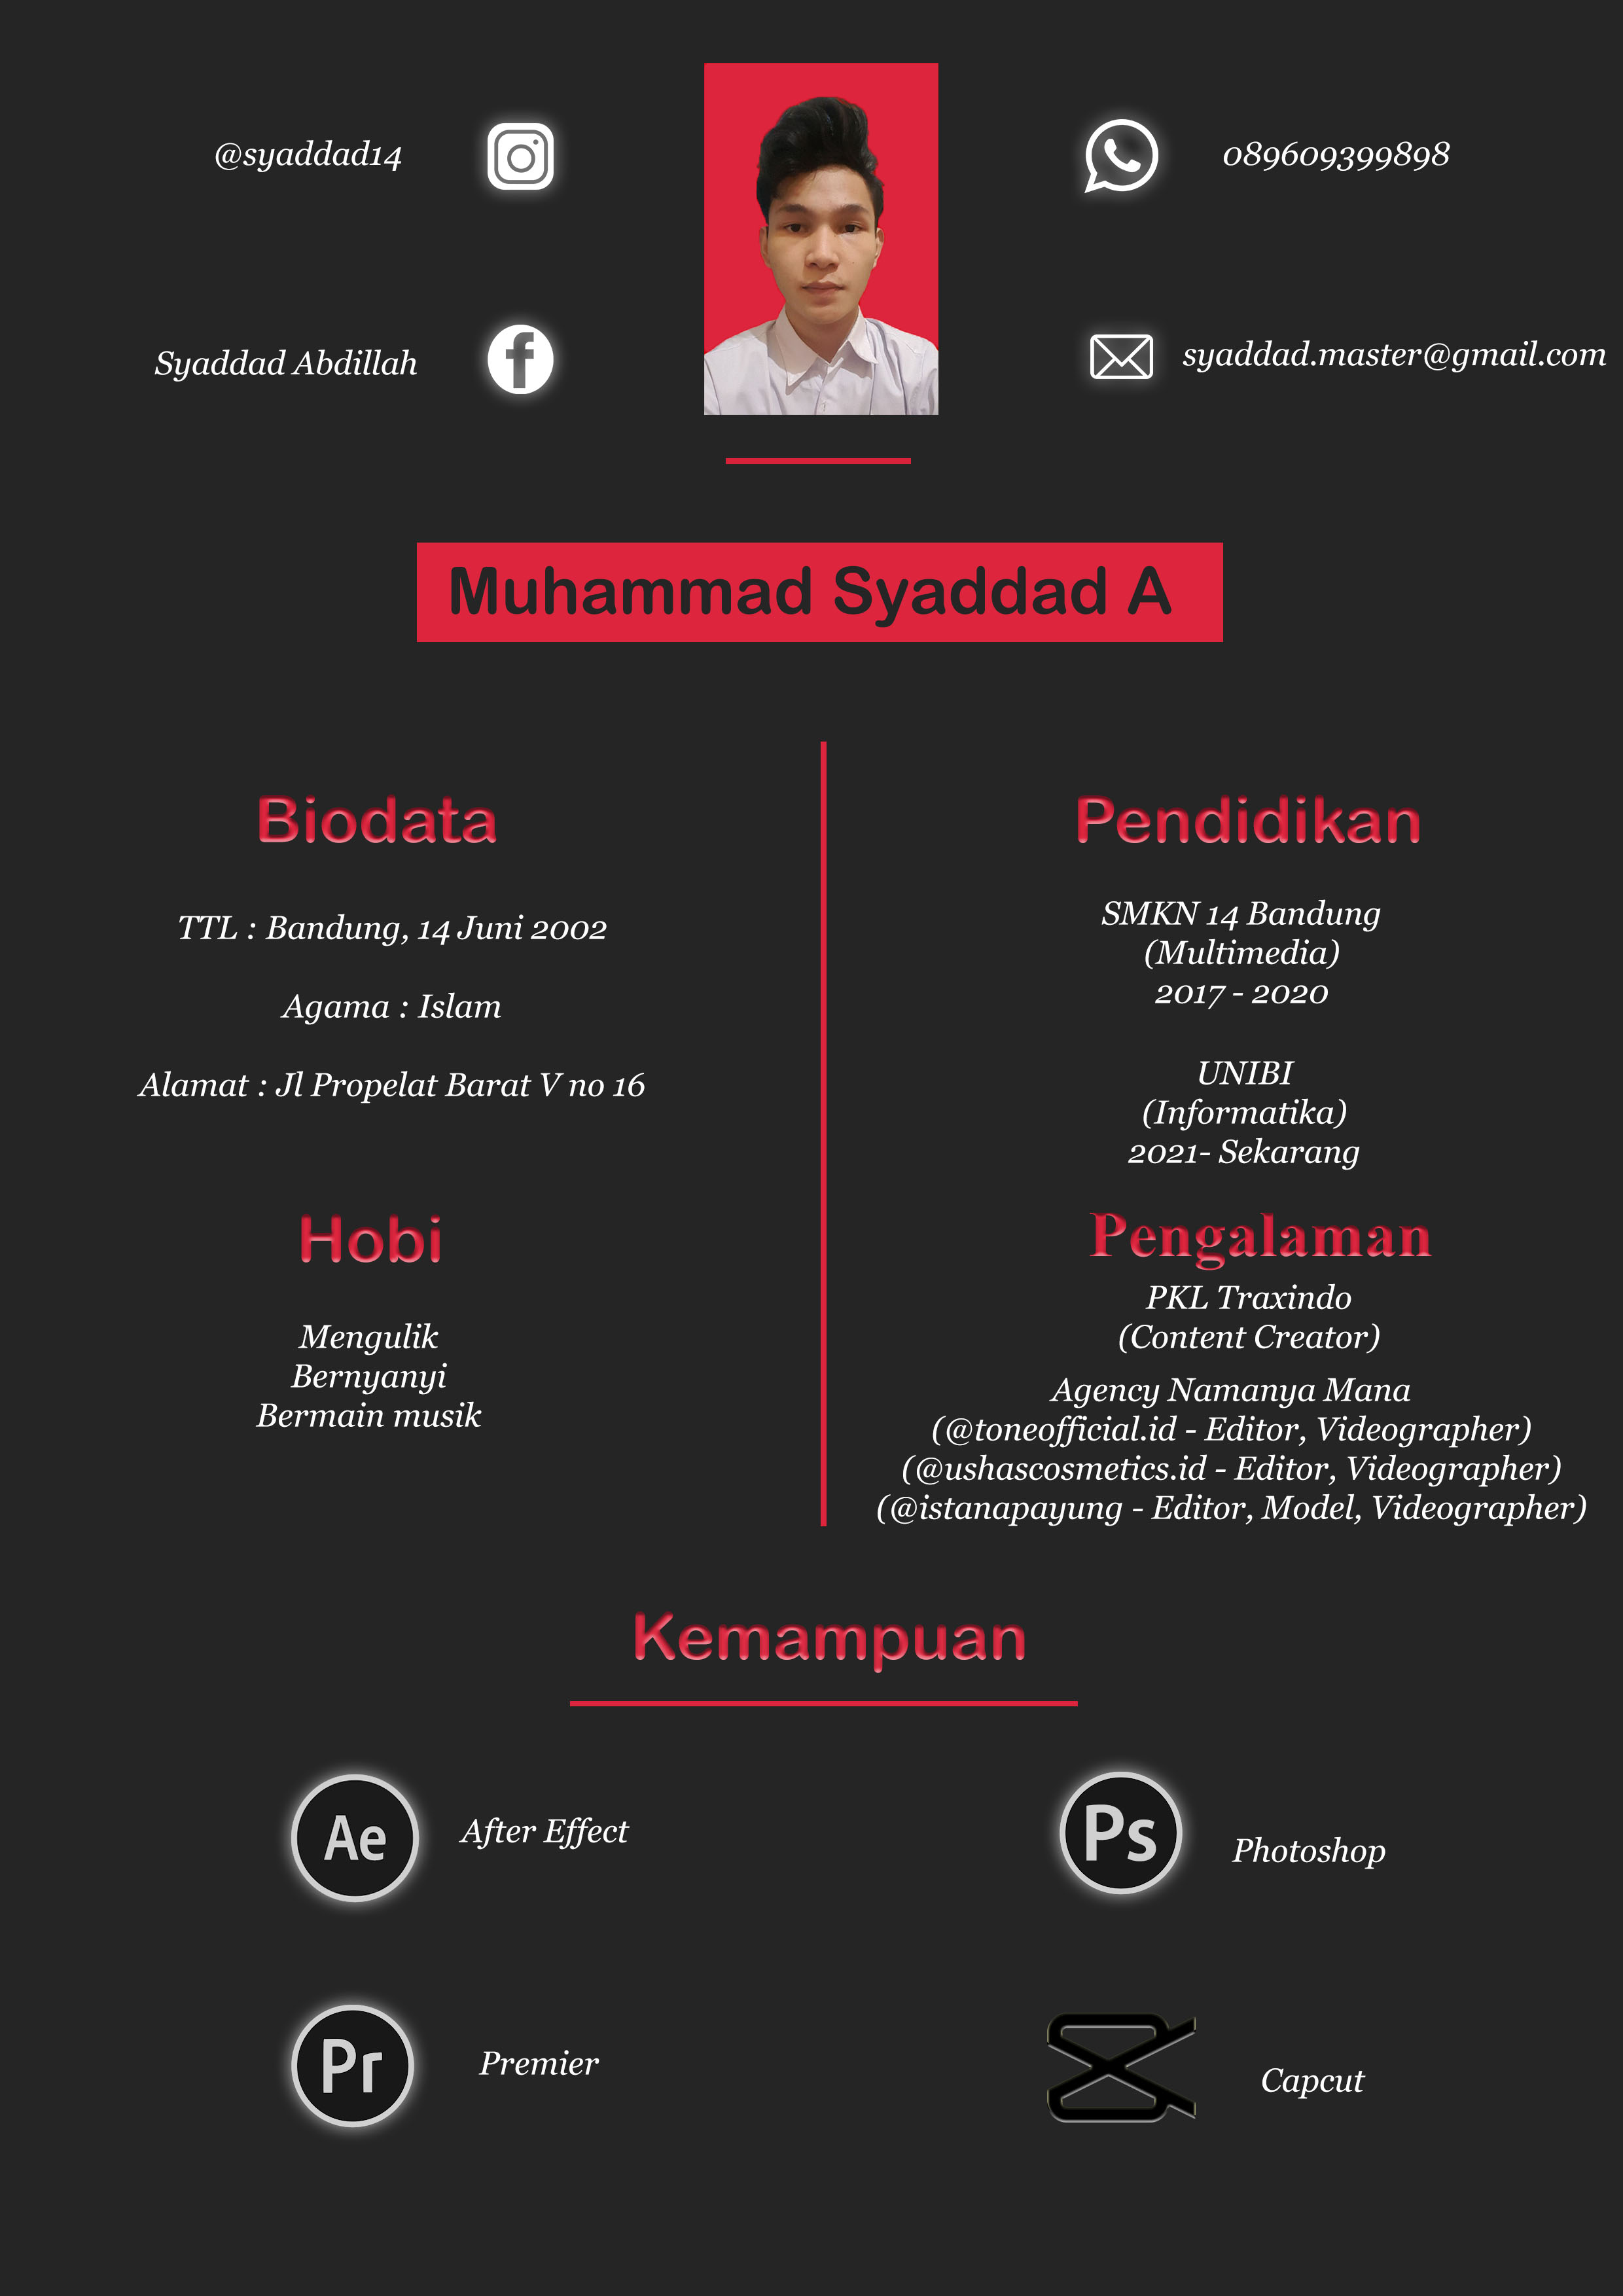 @syaddad14
089609399898
Syaddad Abdillah
f
syaddad.master@gmail.com
Muhammad Syaddad A
Biodata
TTL : Bandung, 14 Juni 2002
Agama : Islam
Alamat : Jl Propelat Barat V no 16
Hobi
Mengulik
Bernyanyi
Bermain musik
Pendidikan
SMKN 14 Bandung
(Multimedia)
2017 - 2020
UNIBI
(Informatika)
2021- Sekarang
Pengalaman
PKL Traxindo
(Content Creator)
Agency Namanya Mana
(@toneofficial.id - Editor, Videographer)
(@ushascosmetics.id - Editor, Videographer)
(@istanapayung - Editor, Model, Videographer)
Kemampuan
Ae
After Effect
Ps
Photoshop
Pr
Premier
Capcut